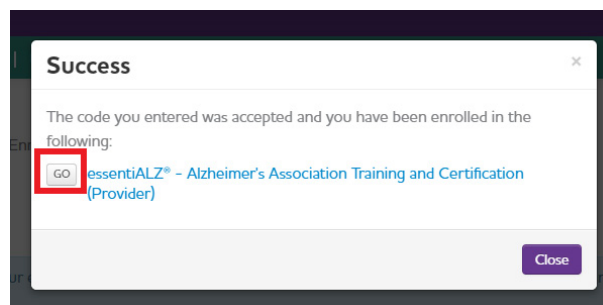 Success
×
The code you entered was accepted and you have been enrolled in the
following:
GO essentiALZ® - Alzheimer's Association Training and Certification
(Provider)
Close